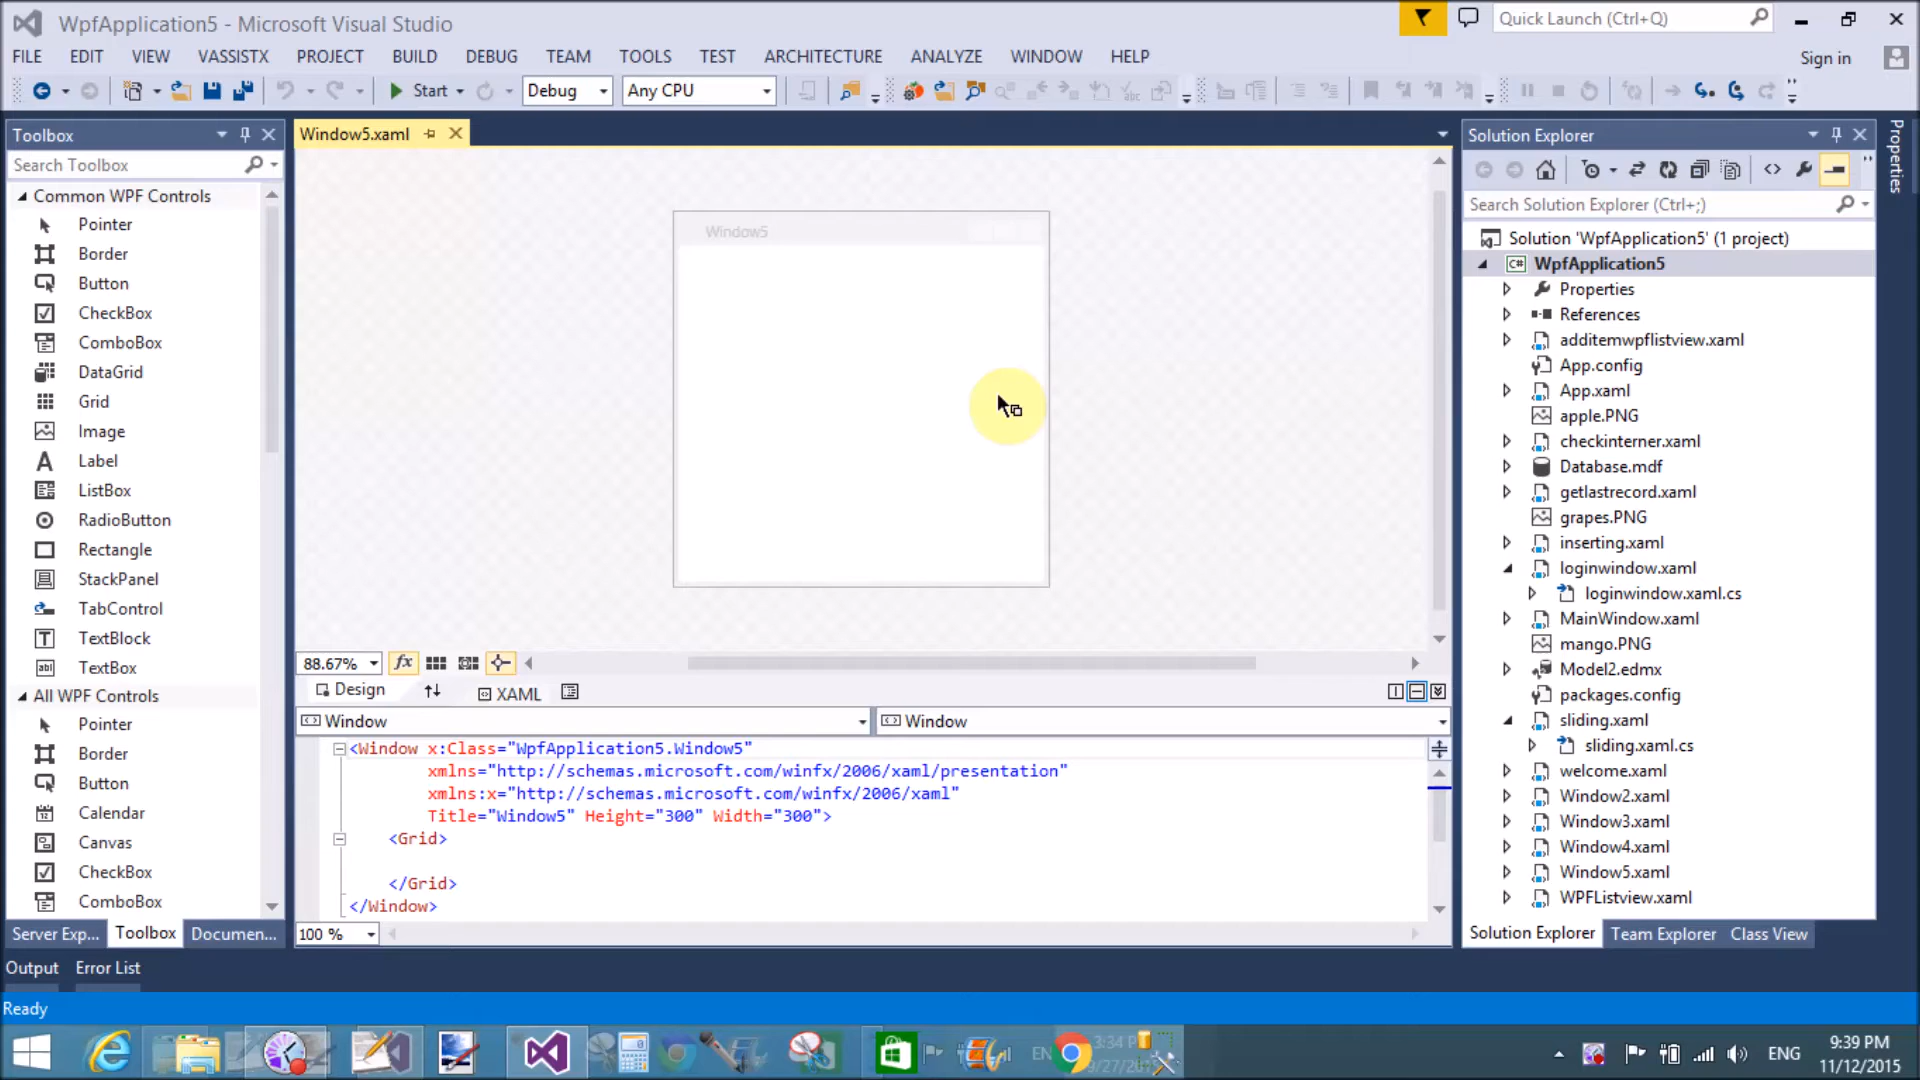 WpfApplication5 - Microsoft Visual Studio
Quick Launch (Ctrl+Q)
FILE EDIT VIEW VASSISTX PROJECT BUILD DEBUG TEAM TOOLS TEST ARCHITECTURE ANALYZE WINDOW HELP
Sign in
Start Debug Any CPU
Toolbox
Search Toolbox
Common WPF Controls
Pointer
Border
Button
CheckBox
ComboBox
DataGrid
Grid
Image
Label
ListBox
RadioButton
Rectangle
StackPanel
TabControl
TextBlock
TextBox
All WPF Controls
Pointer
Border
Button
Calendar
Canvas
CheckBox
ComboBox
Server Exp... Toolbox Documen...
Window5.xaml
Window5
88.67%
Design XAML
Window Window
<Window x:Class="WpfApplication5.Window5"
xmlns="http://schemas.microsoft.com/winfx/2006/xaml/presentation"
xmlns:x="http://schemas.microsoft.com/winfx/2006/xaml"
Title="Window5" Height="300" Width="300">
<Grid>
</Grid>
</Window>
100 %
Solution Explorer
Search Solution Explorer (Ctrl+;)
Solution 'WpfApplication5' (1 project)
WpfApplication5
Properties
References
additemwpflistview.xaml
App.config
App.xaml
apple.PNG
checkinterner.xaml
Database.mdf
getlastrecord.xaml
grapes.PNG
inserting.xaml
loginwindow.xaml
loginwindow.xaml.cs
MainWindow.xaml
mango.PNG
Model2.edmx
packages.config
sliding.xaml
sliding.xaml.cs
welcome.xaml
Window2.xaml
Window3.xaml
Window4.xaml
Window5.xaml
WPFListview.xaml
Solution Explorer Team Explorer Class View
Properties
Output Error List
Ready
ENG
9:39 PM
11/12/2015